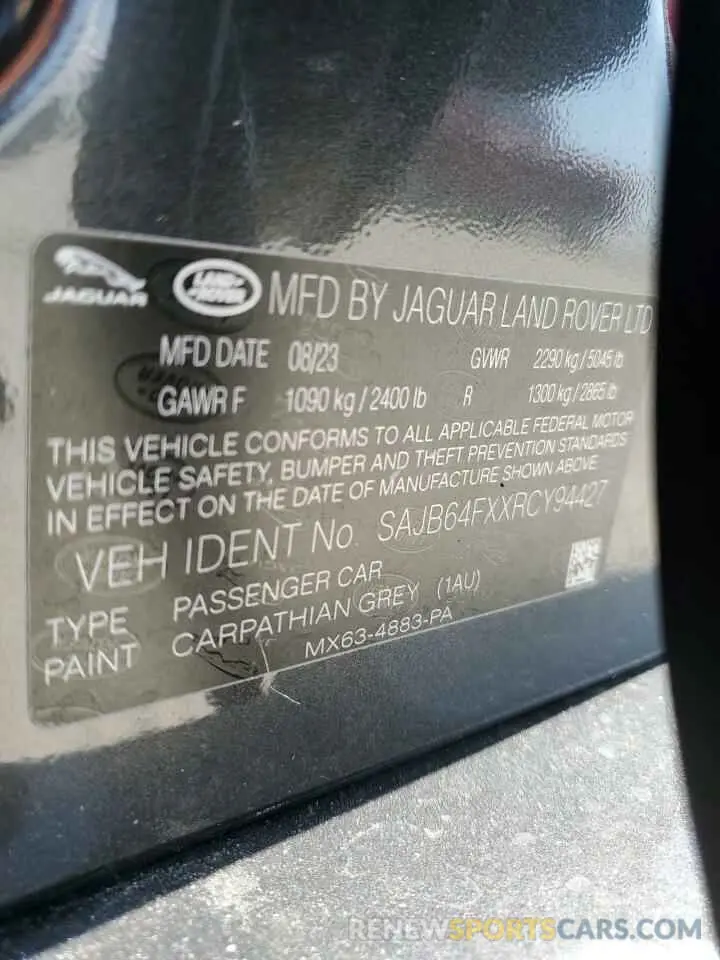 JAGUAR LAND ROVER MFD BY JAGUAR LAND ROVER LTD
MFD DATE 08/23 GVWR 2290 kg / 5045 lb
GAWR F 1090 kg / 2400 lb R 1300 kg / 2865 lb
THIS VEHICLE CONFORMS TO ALL APPLICABLE FEDERAL MOTOR
VEHICLE SAFETY, BUMPER AND THEFT PREVENTION STANDARDS
IN EFFECT ON THE DATE OF MANUFACTURE SHOWN ABOVE.
VEH IDENT No. SAJB64FXXRCY94427
TYPE PASSENGER CAR
PAINT CARPATHIAN GREY (1AU)
MX63-4883-PA
RENEWSPORTSCARS.COM